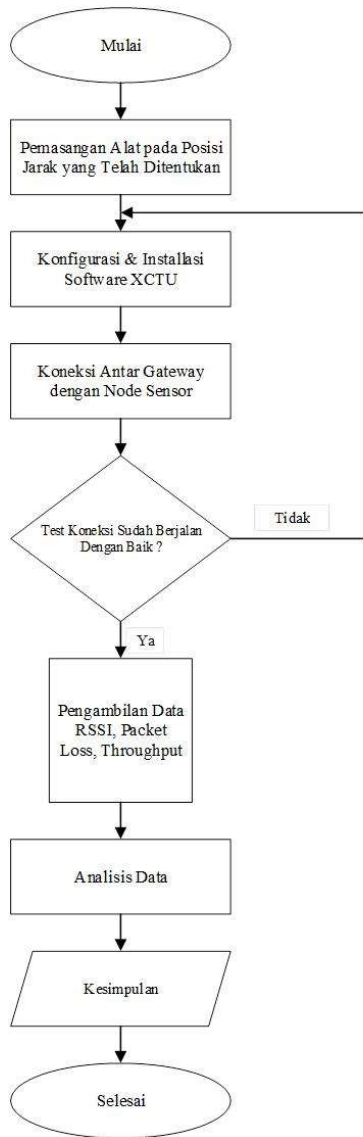 Mulai
Pemasangan Alat pada Posisi
Jarak yang Telah Ditentukan
Konfigurasi & Installasi
Software XCTU
Koneksi Antar Gateway
dengan Node Sensor
Test Koneksi Sudah Berjalan
Dengan Baik ?
Tidak
Ya
Pengambilan Data
RSSI, Packet
Loss, Throughput
Analisis Data
Kesimpulan
Selesai